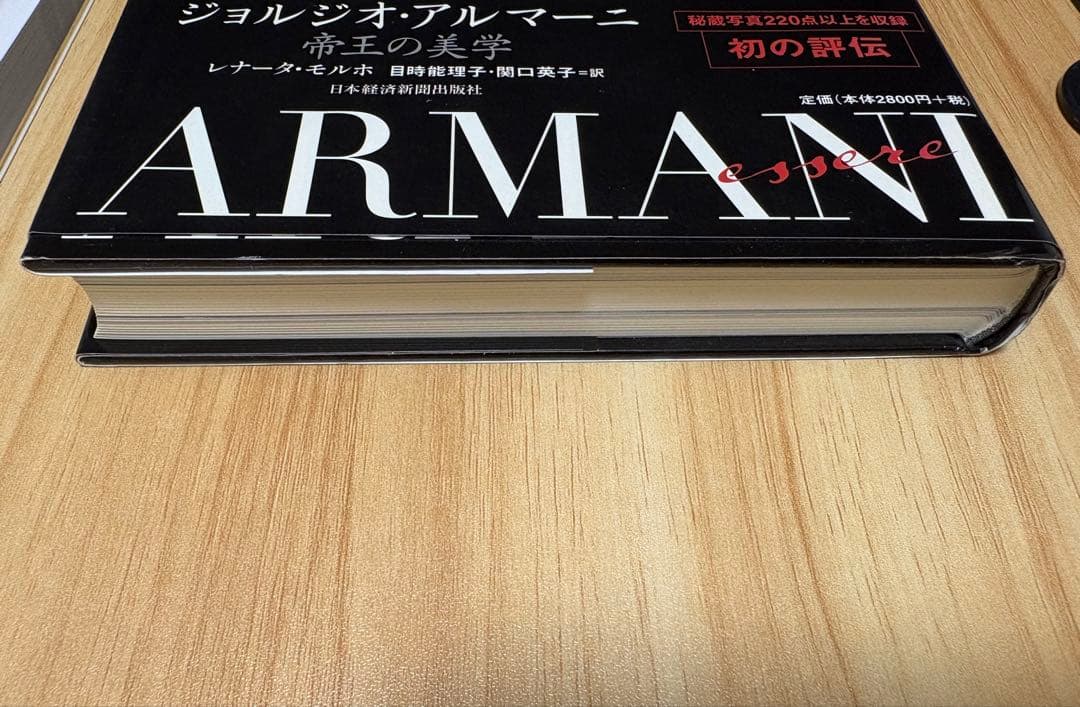 ジョルジオ・アルマーニ
帝王の美学
レナータ・モルホ 目時能理子・関口英子=訳
日本経済新聞出版社
秘蔵写真220点以上を収録
初の評伝
定価(本体2800円+税)
ARMANI
essere